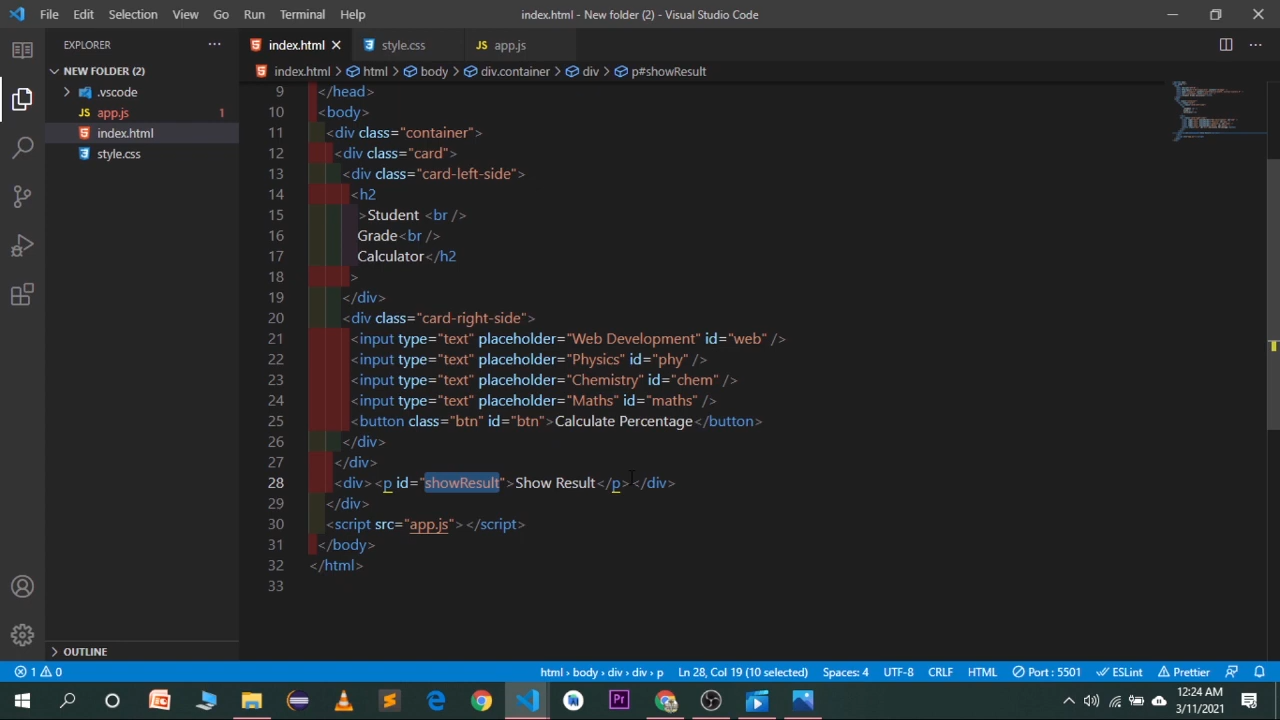 File Edit Selection View Go Run Terminal Help index.html - New folder (2) - Visual Studio Code
EXPLORER ··· index.html style.css app.js ···
NEW FOLDER (2)
index.html > html > body > div.container > div > p#showResult
.vscode
JS app.js 1
index.html
style.css
9 </head>
10 <body>
11 <div class="container">
12 <div class="card">
13 <div class="card-left-side">
14 <h2
15 >Student <br />
16 Grade<br />
17 Calculator</h2
18 >
19 </div>
20 <div class="card-right-side">
21 <input type="text" placeholder="Web Development" id="web" />
22 <input type="text" placeholder="Physics" id="phy" />
23 <input type="text" placeholder="Chemistry" id="chem" />
24 <input type="text" placeholder="Maths" id="maths" />
25 <button class="btn" id="btn">Calculate Percentage</button>
26 </div>
27 </div>
28 <div><p id="showResult">Show Result</p></div>
29 </div>
30 <script src="app.js"></script>
31 </body>
32 </html>
33
OUTLINE
1 0 html > body > div > div > p Ln 28, Col 19 (10 selected) Spaces: 4 UTF-8 CRLF HTML Port : 5501 ESLint Prettier
12:24 AM
3/11/2021